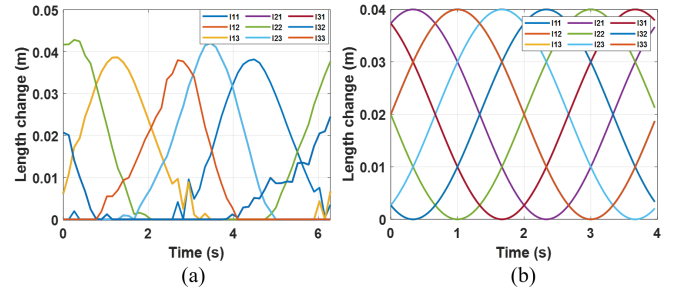 0.05
0.04
0.03
0.02
0.01
0
Length change (m)
0 2 4 6
Time (s)
l11 l21 l31
l12 l22 l32
l13 l23 l33
(a)
0.04
0.03
0.02
0.01
0
Length change (m)
0 1 2 3 4
Time (s)
l11 l21 l31
l12 l22 l32
l13 l23 l33
(b)